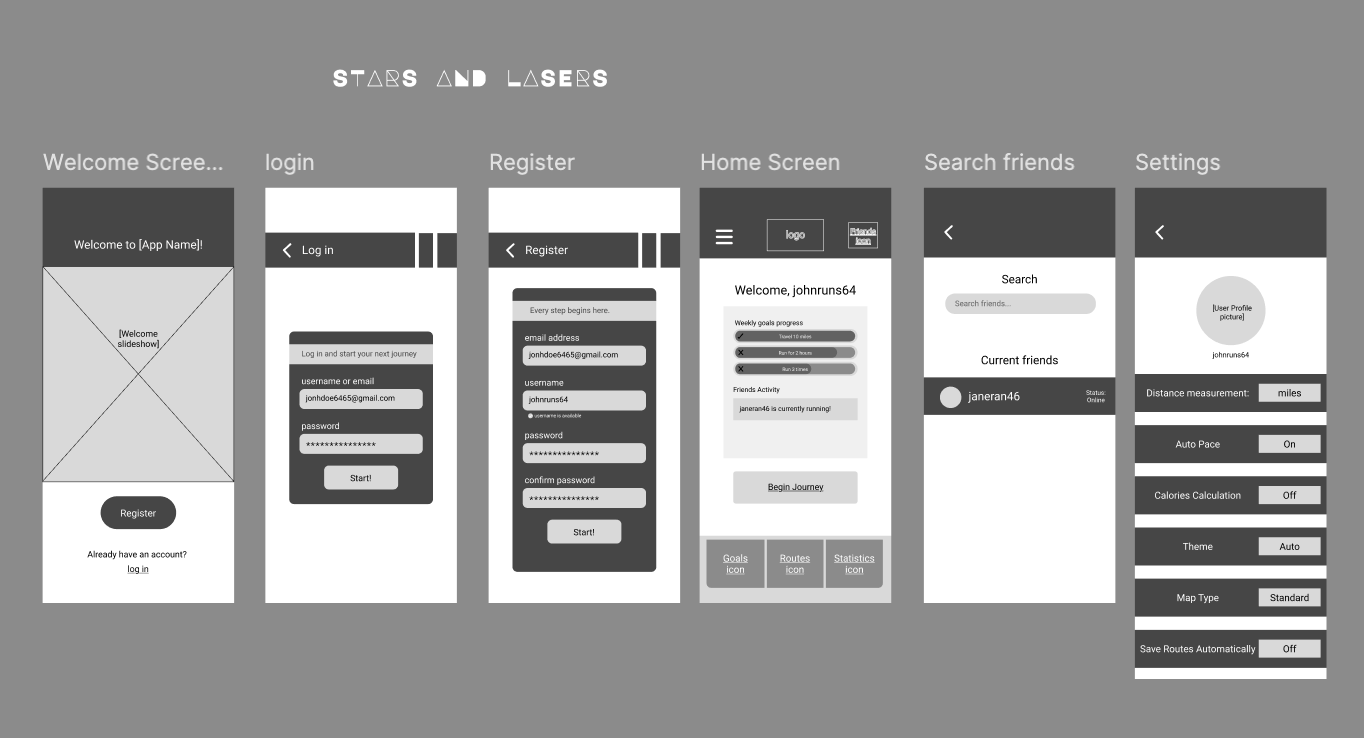 STARS AND LASERS
Welcome Scree...
Welcome to [App Name]!
[Welcome
slideshow]
Register
Already have an account?
log in
login
Log in
Log in and start your next journey
username or email
jonhdoe6465@gmail.com
password
***************
Start!
Register
Register
Every step begins here.
email address
jonhdoe6465@gmail.com
username
johnruns64
username is available
password
***************
confirm password
***************
Start!
Home Screen
logo
Friends
icon
Welcome, johnruns64
Weekly goals progress
Travel 10 miles
Run for 2 hours
Run 3 times
Friends Activity
janeran46 is currently running!
Begin Journey
Goals
icon
Routes
icon
Statistics
icon
Search friends
Search
Search friends...
Current friends
janeran46
Status:
Online
Settings
[User Profile
picture]
johnruns64
Distance measurement: miles
Auto Pace On
Calories Calculation Off
Theme Auto
Map Type Standard
Save Routes Automatically Off